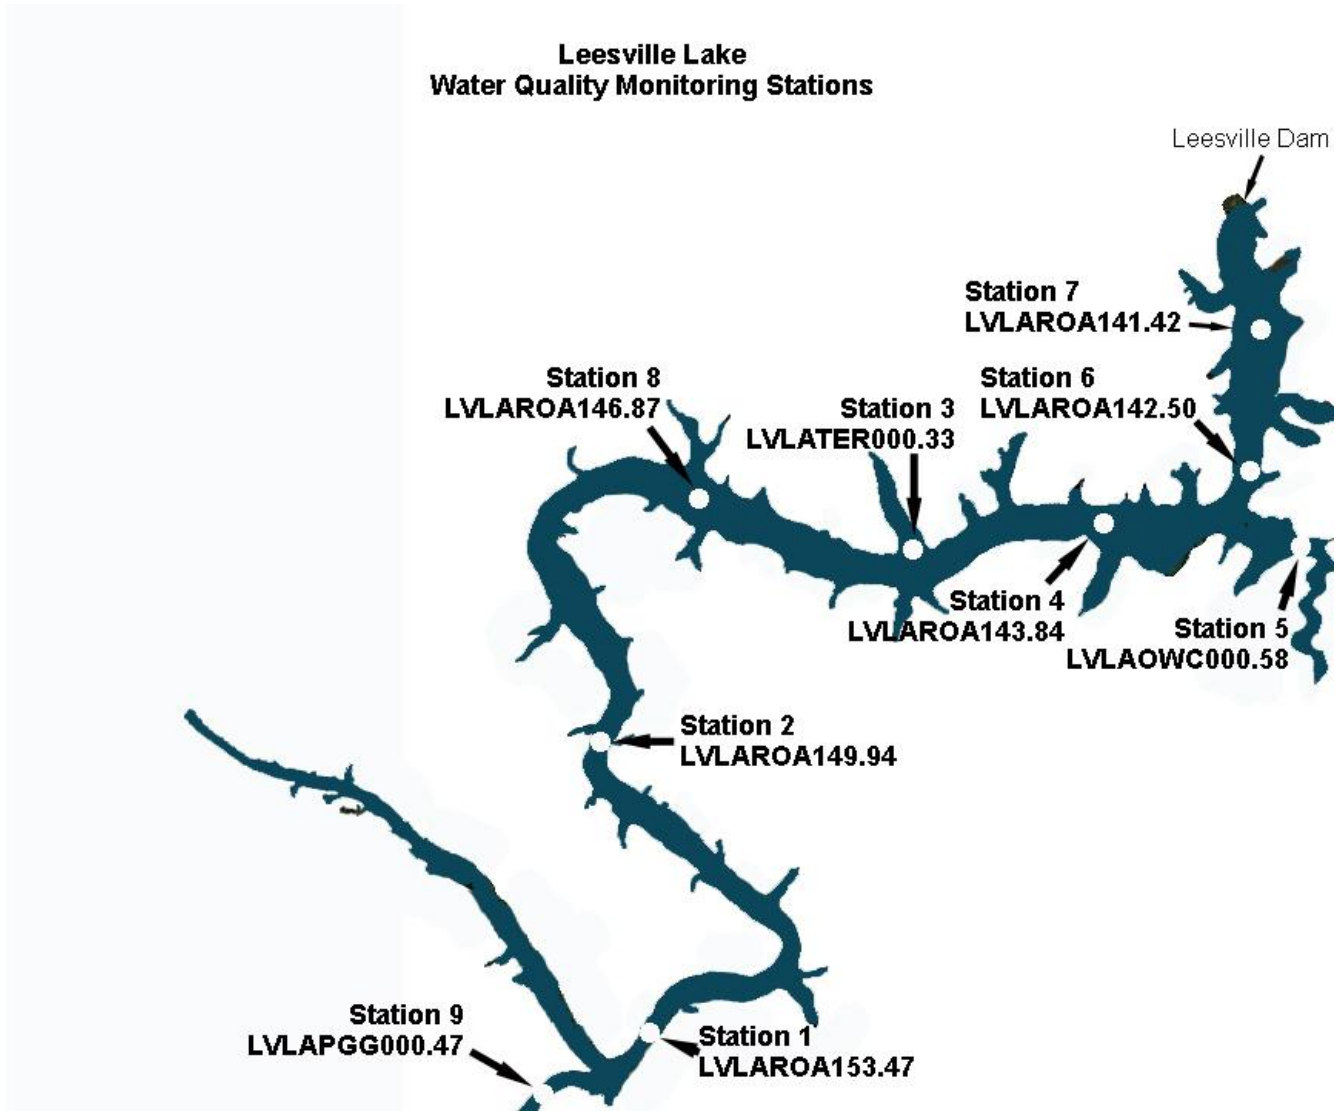 Leesville Lake
Water Quality Monitoring Stations
Leesville Dam
Station 7
LVLAROA141.42
Station 8
LVLAROA146.87
Station 6
LVLAROA142.50
Station 3
LVLATER000.33
Station 4
LVLAROA143.84
Station 5
LVLAOWC000.58
Station 2
LVLAROA149.94
Station 9
LVLAPGG000.47
Station 1
LVLAROA153.47